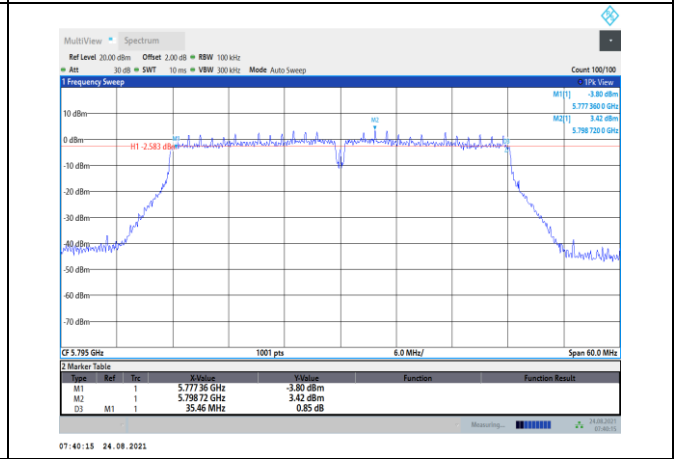 MultiView Spectrum
Ref Level 20.00 dBm Offset 2.00 dB RBW 100 kHz
Att 30 dB SWT 10 ms VBW 300 kHz Mode Auto Sweep Count 100/100
1 Frequency Sweep 1Pk View
M1[1] -3.80 dBm
5.777 360 0 GHz
M2[1] 3.42 dBm
5.798 720 0 GHz
10 dBm
M2
0 dBm
M1
H1 -2.583 dBm
-10 dBm
-20 dBm
-30 dBm
-40 dBm
-50 dBm
-60 dBm
-70 dBm
CF 5.795 GHz 1001 pts 6.0 MHz/ Span 60.0 MHz
2 Marker Table
Type Ref Trc X-Value Y-Value Function Function Result
M1 1 5.777 36 GHz -3.80 dBm
M2 1 5.798 72 GHz 3.42 dBm
D3 M1 1 35.46 MHz 0.85 dB
Measuring... 24.08.2021
07:40:15
07:40:15 24.08.2021